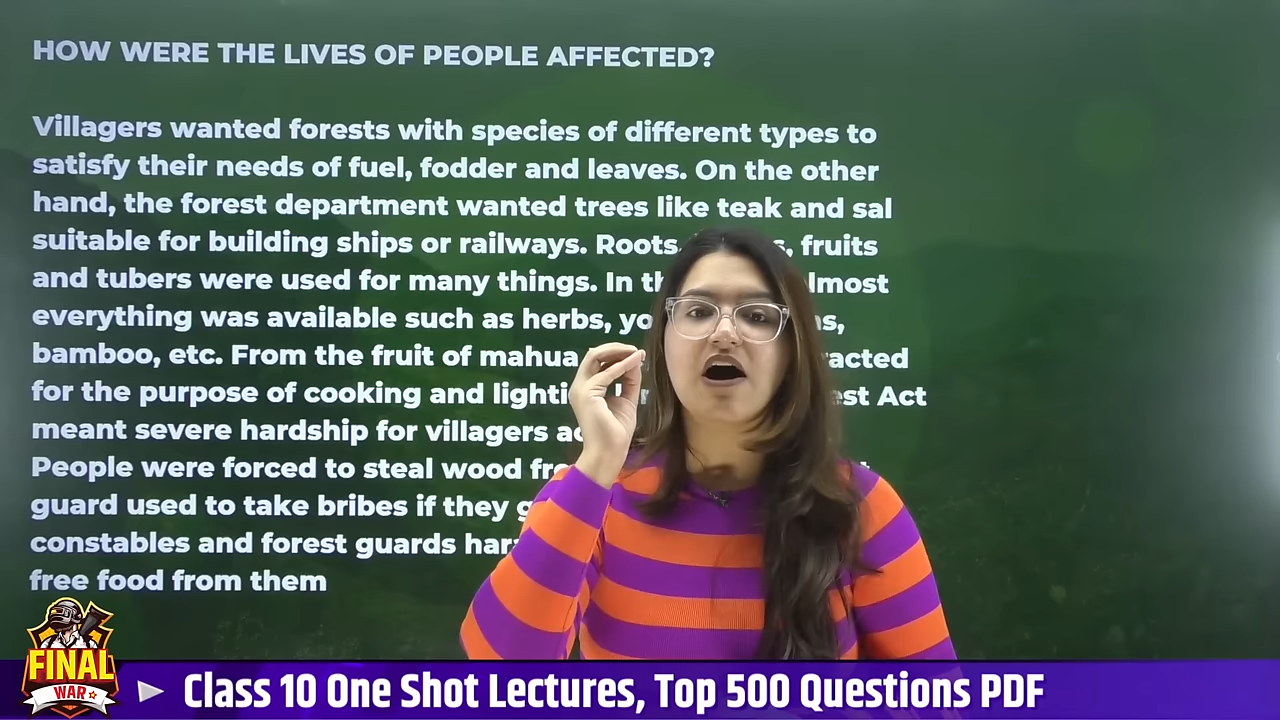 HOW WERE THE LIVES OF PEOPLE AFFECTED?
Villagers wanted forests with species of different types to
satisfy their needs of fuel, fodder and leaves. On the other
hand, the forest department wanted trees like teak and sal
suitable for building ships or railways. Roots, fruits
and tubers were used for many things. In
everything was available such as herbs,
bamboo, etc. From the fruit of mahua
for the purpose of cooking and Act
meant severe hardship for villagers
People were forced to steal wood
guard used to take bribes if they
constables and forest guards
free food from them
FINAL
WAR
Class 10 One Shot Lectures, Top 500 Questions PDF